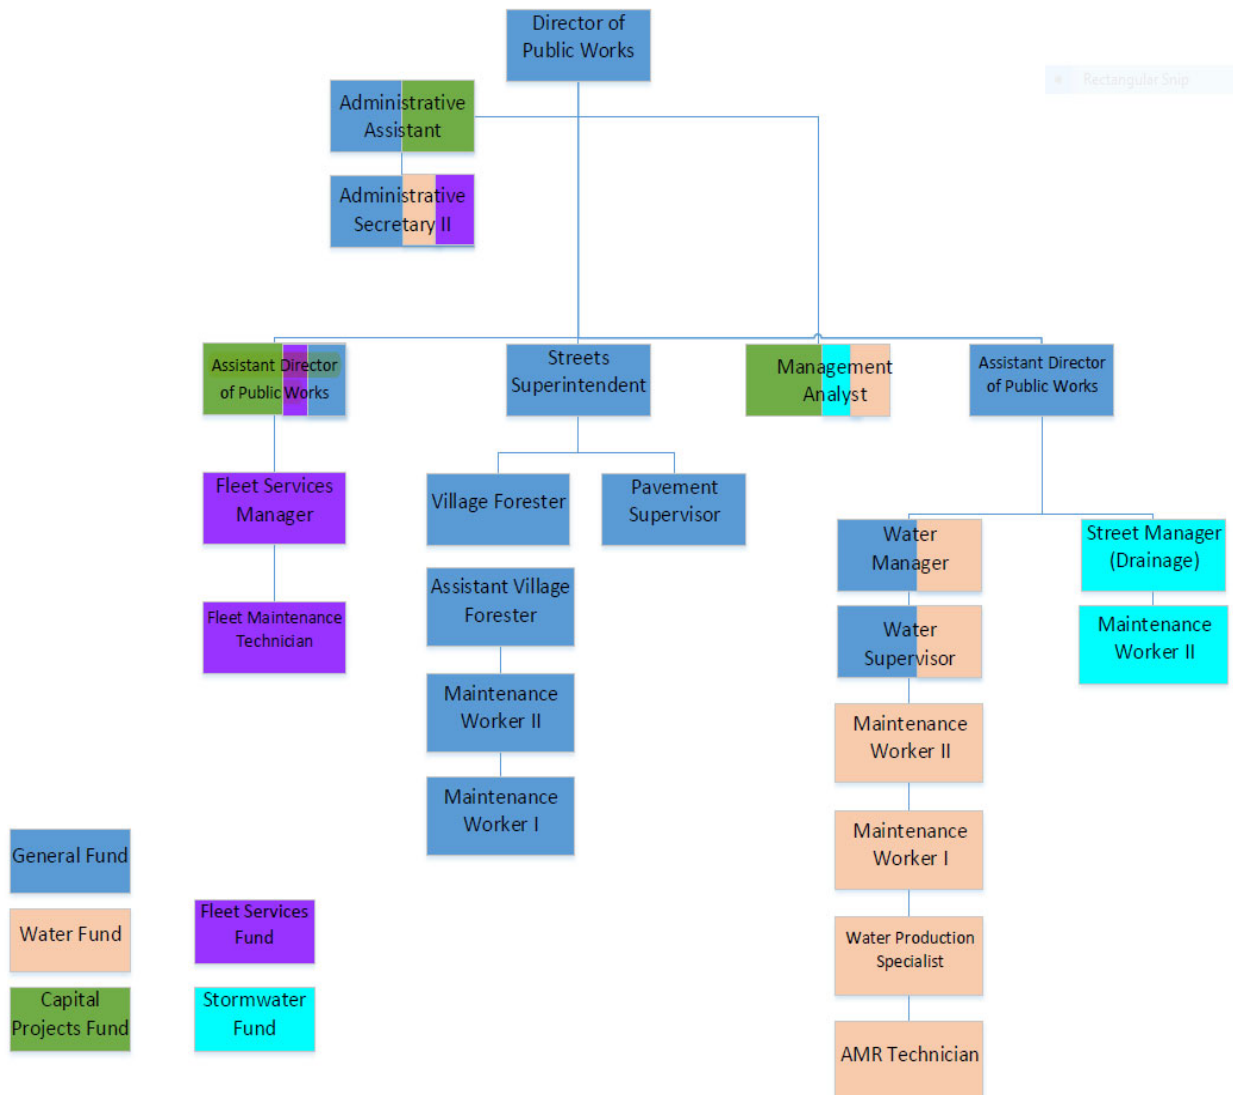 Director of
Public Works
Rectangular Snip
Administrative
Assistant
Administrative
Secretary II
Assistant Director
of Public Works
Streets
Superintendent
Management
Analyst
Assistant Director
of Public Works
Fleet Services
Manager
Village Forester
Pavement
Supervisor
Water
Manager
Street Manager
(Drainage)
Fleet Maintenance
Technician
Assistant Village
Forester
Water
Supervisor
Maintenance
Worker II
Maintenance
Worker II
Maintenance
Worker II
Maintenance
Worker I
Maintenance
Worker I
General Fund
Water Fund
Fleet Services
Fund
Water Production
Specialist
Capital
Projects Fund
Stormwater
Fund
AMR Technician